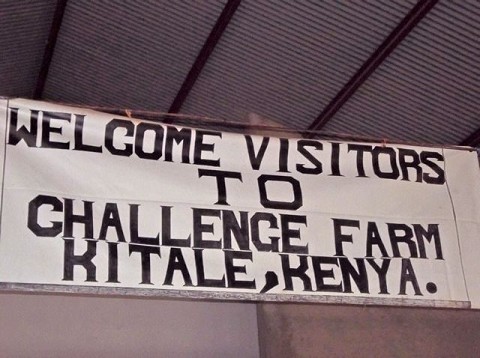 WELCOME VISITORS
TO
CHALLENGE FARM
KITALE, KENYA.